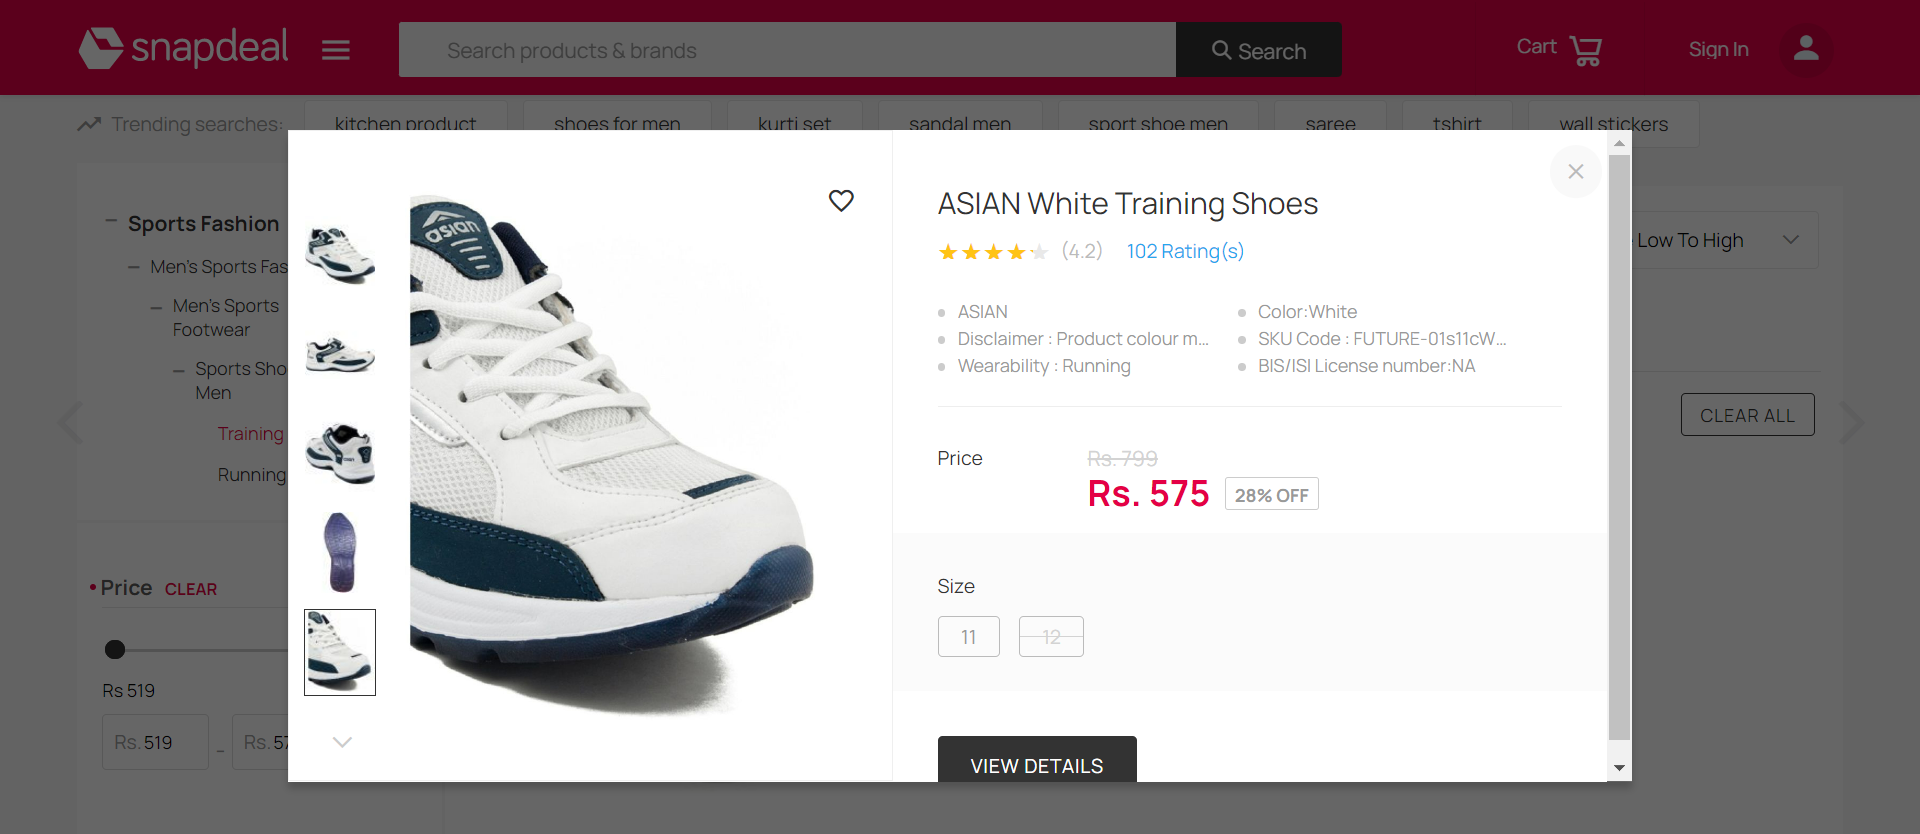 snapdeal
Search products & brands
Search
Cart
Sign In
Trending searches:
kitchen product
shoes for men
kurti set
sandal men
sport shoe men
saree
tshirt
wall stickers
Sports Fashion
Men's Sports Fas
Men's Sports
Footwear
Sports Sho
Men
Training
Running
Price CLEAR
Rs 519
Rs. 519 - Rs. 57
asian
ASIAN White Training Shoes
(4.2) 102 Rating(s)
ASIAN
Color:White
Disclaimer : Product colour m...
SKU Code : FUTURE-01s11cW...
Wearability : Running
BIS/ISI License number:NA
Price
Rs. 799
Rs. 575 28% OFF
Size
11
12
VIEW DETAILS
Low To High
CLEAR ALL